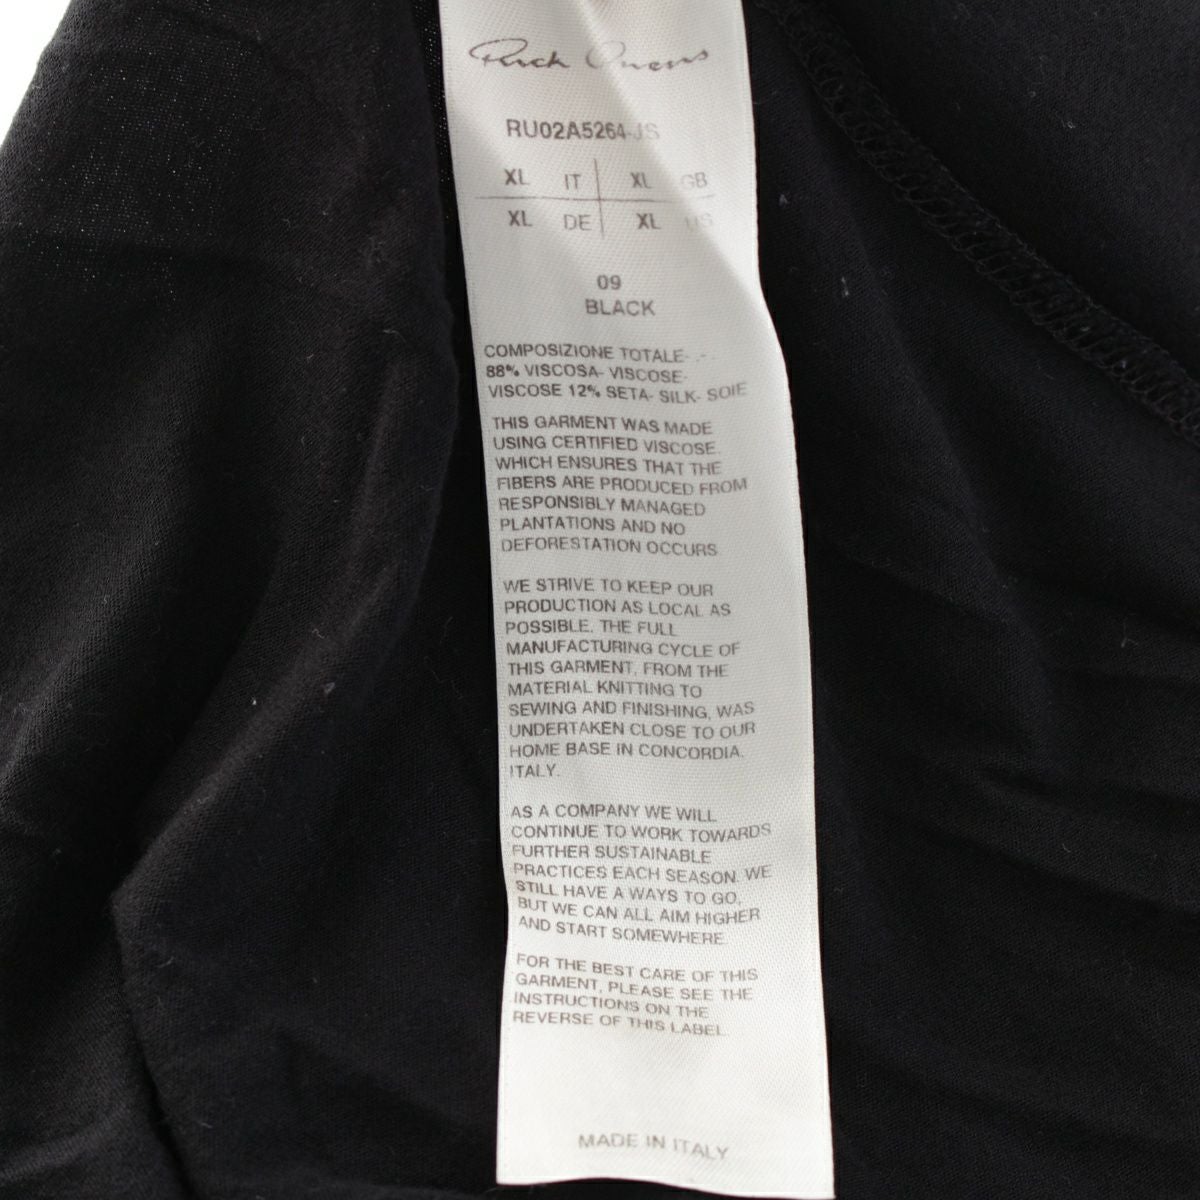 Rick Owens
RU02A5264-JS
XL IT XL GB
XL DE XL US
09
BLACK
COMPOSIZIONE TOTALE- .- .
88% VISCOSA- VISCOSE-
VISCOSE 12% SETA- SILK- SOIE
THIS GARMENT WAS MADE
USING CERTIFIED VISCOSE.
WHICH ENSURES THAT THE
FIBERS ARE PRODUCED FROM
RESPONSIBLY MANAGED
PLANTATIONS AND NO
DEFORESTATION OCCURS
WE STRIVE TO KEEP OUR
PRODUCTION AS LOCAL AS
POSSIBLE. THE FULL
MANUFACTURING CYCLE OF
THIS GARMENT, FROM THE
MATERIAL KNITTING TO
SEWING AND FINISHING, WAS
UNDERTAKEN CLOSE TO OUR
HOME BASE IN CONCORDIA.
ITALY.
AS A COMPANY WE WILL
CONTINUE TO WORK TOWARDS
FURTHER SUSTAINABLE
PRACTICES EACH SEASON. WE
STILL HAVE A WAYS TO GO,
BUT WE CAN ALL AIM HIGHER
AND START SOMEWHERE.
FOR THE BEST CARE OF THIS
GARMENT, PLEASE SEE THE
INSTRUCTIONS ON THE
REVERSE OF THIS LABEL.
MADE IN ITALY